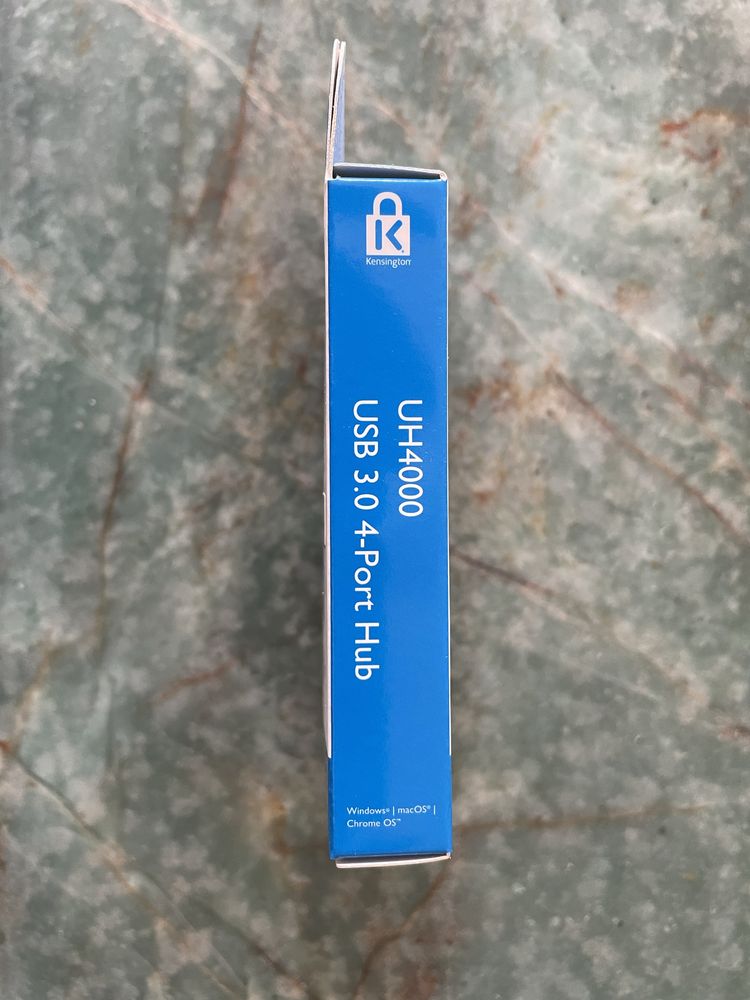 K
Kensington
UH4000
USB 3.0 4-Port Hub
Windows® | macOS® |
Chrome OS™